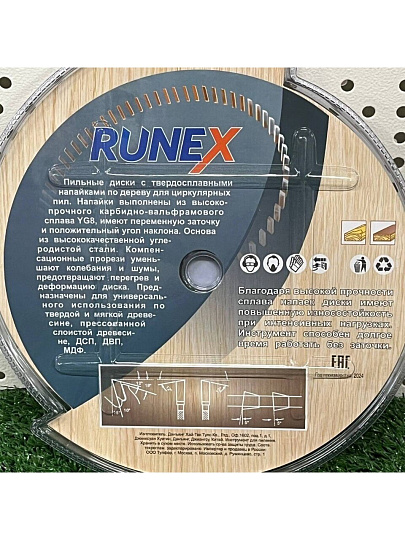 RUNEX
Пильные диски с твердосплавными
напайками по дереву для циркулярных
пил. Напайки выполнены из высоко-
прочного карбидно-вальфрамового
сплава YG8, имеют переменную заточку
и положительный угол наклона. Основа
из высококачественной угле-
родистой стали. Компен-
сационные прорези умень-
шают колебания и шумы,
предотвращают перегрев и
деформацию диска. Пред-
назначены для универсаль-
ного использования по
твердой и мягкой древе-
сине, прессованной
слоистой древеси-
не, ДСП, ДВП,
МДФ.
Благодаря высокой прочности
сплава напаек диски имеют
повышенную износостойкость
при интенсивных нагрузках.
Инструмент способен долгое
время работать без заточки.
EAC
2024